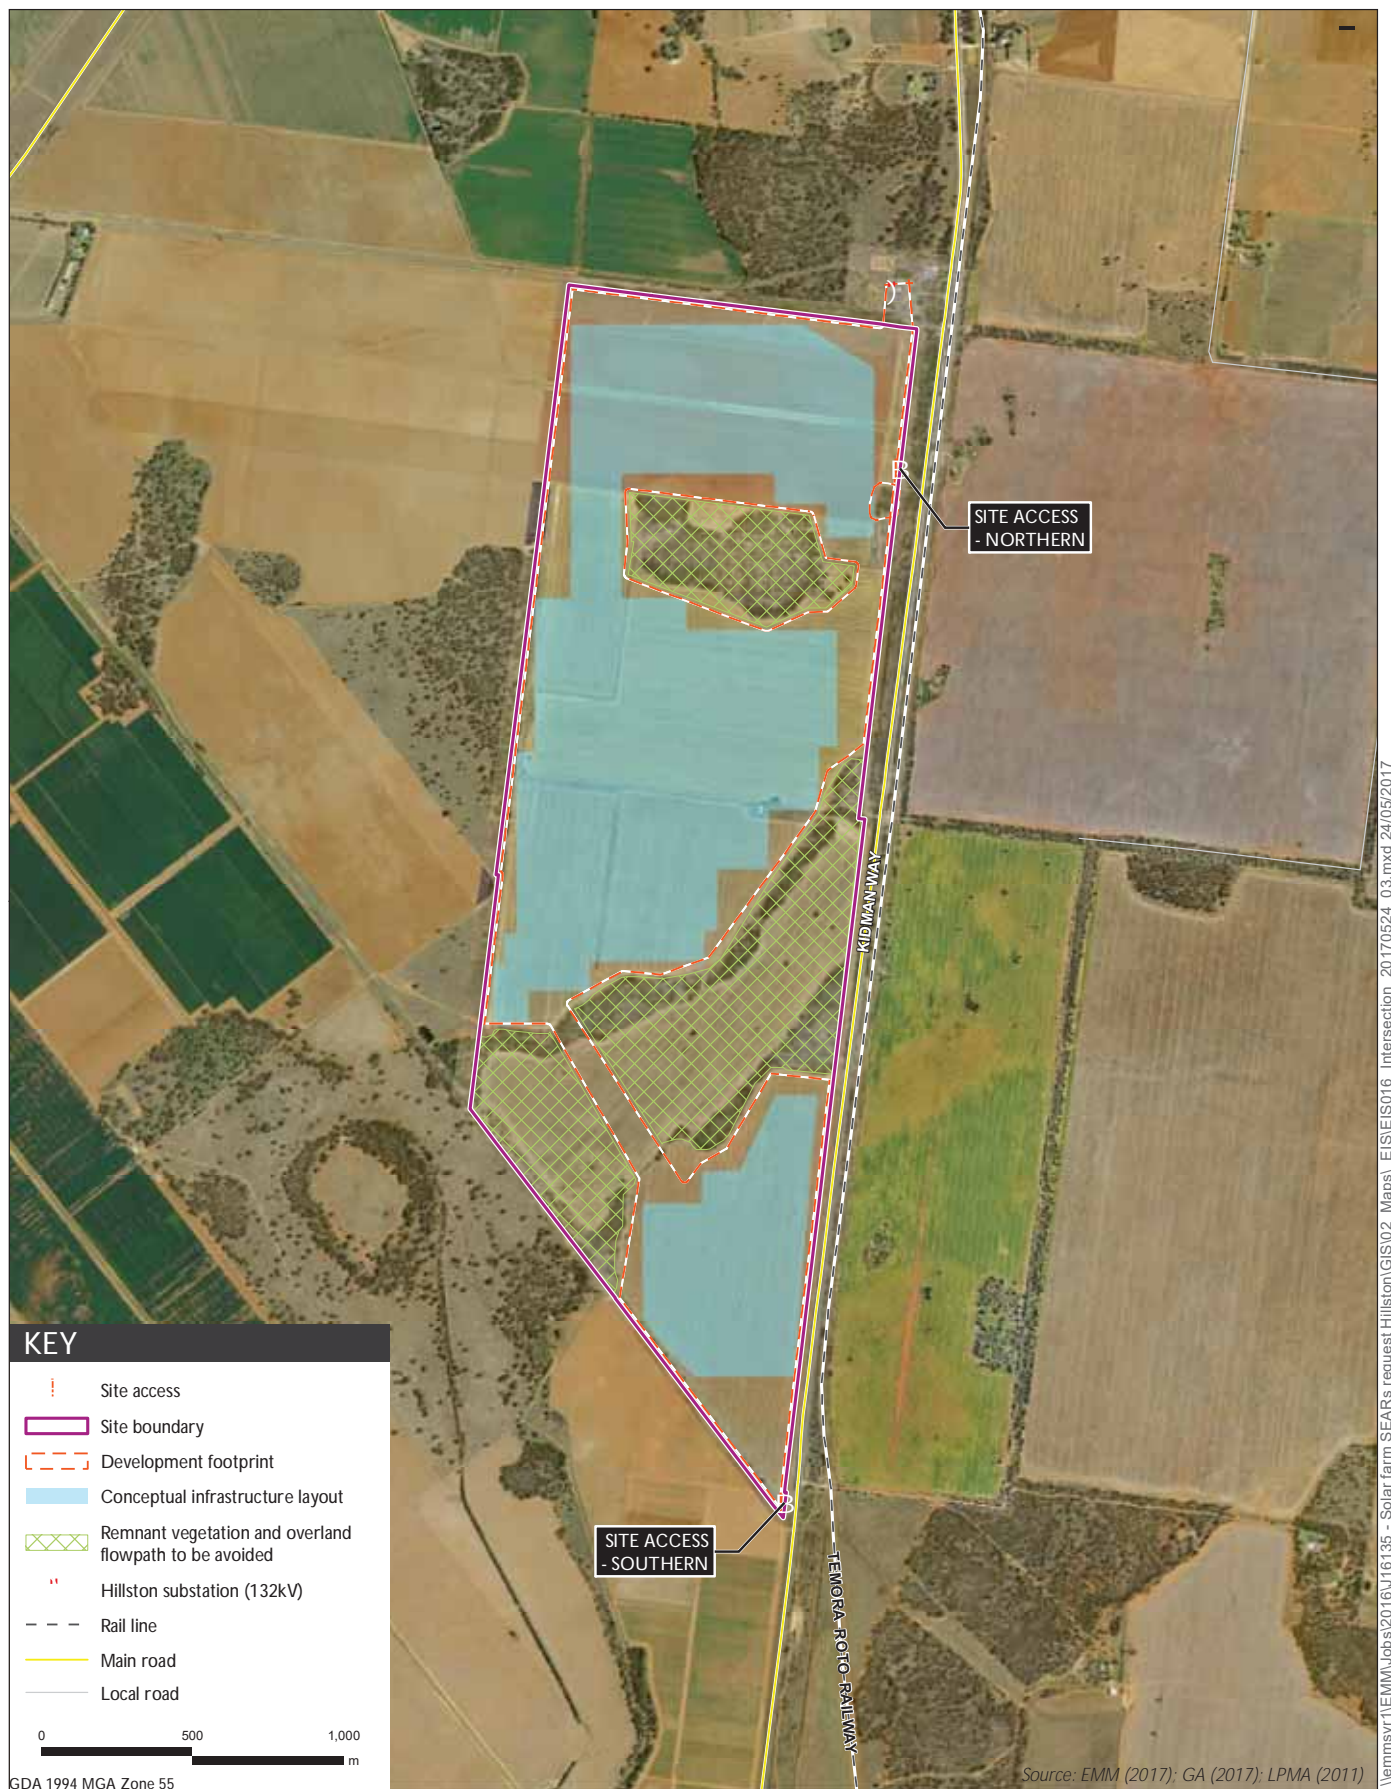 SITE ACCESS
- NORTHERN
KIDMAN WAY
SITE ACCESS
- SOUTHERN
TEMORA ROTO RAILWAY
KEY
Site access
Site boundary
Development footprint
Conceptual infrastructure layout
Remnant vegetation and overland
flowpath to be avoided
Hillston substation (132kV)
Rail line
Main road
Local road
0 500 1,000
m
GDA 1994 MGA Zone 55
Source: EMM (2017); GA (2017); LPMA (2011)
\\emmsvr1\EMM\Jobs\2016\J16135 - Solar farm SEARs request Hillston\GIS\02_Maps\_EIS\EIS016_Intersection_20170524_03.mxd 24/05/2017